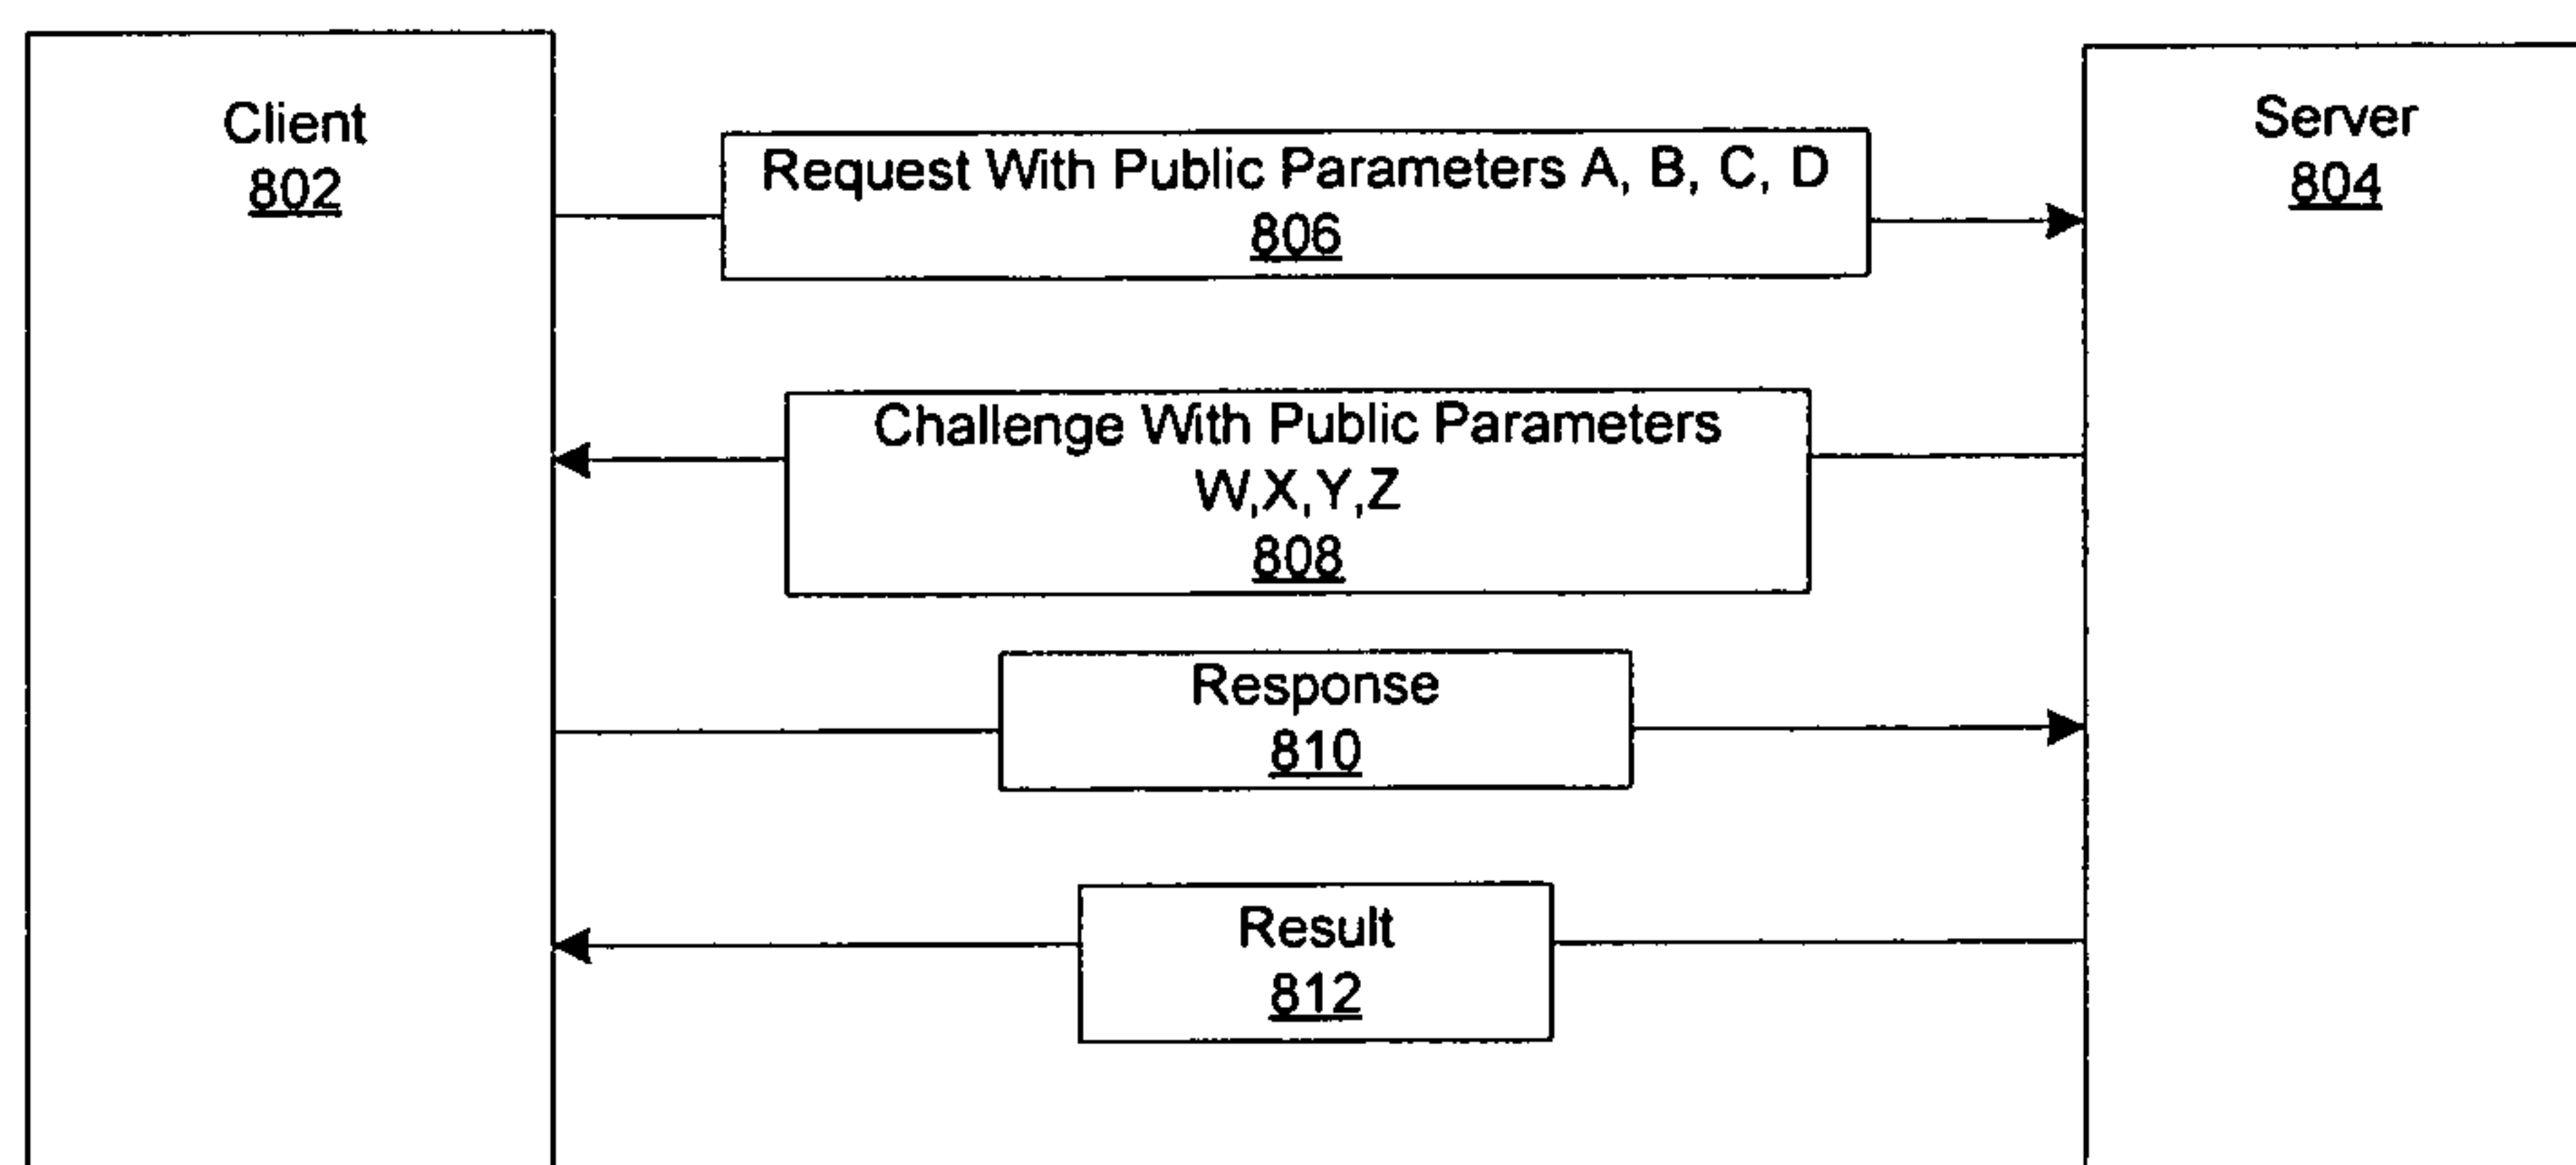 Client
802
Server
804
Request With Public Parameters A, B, C, D
806
Challenge With Public Parameters
W,X,Y,Z
808
Response
810
Result
812